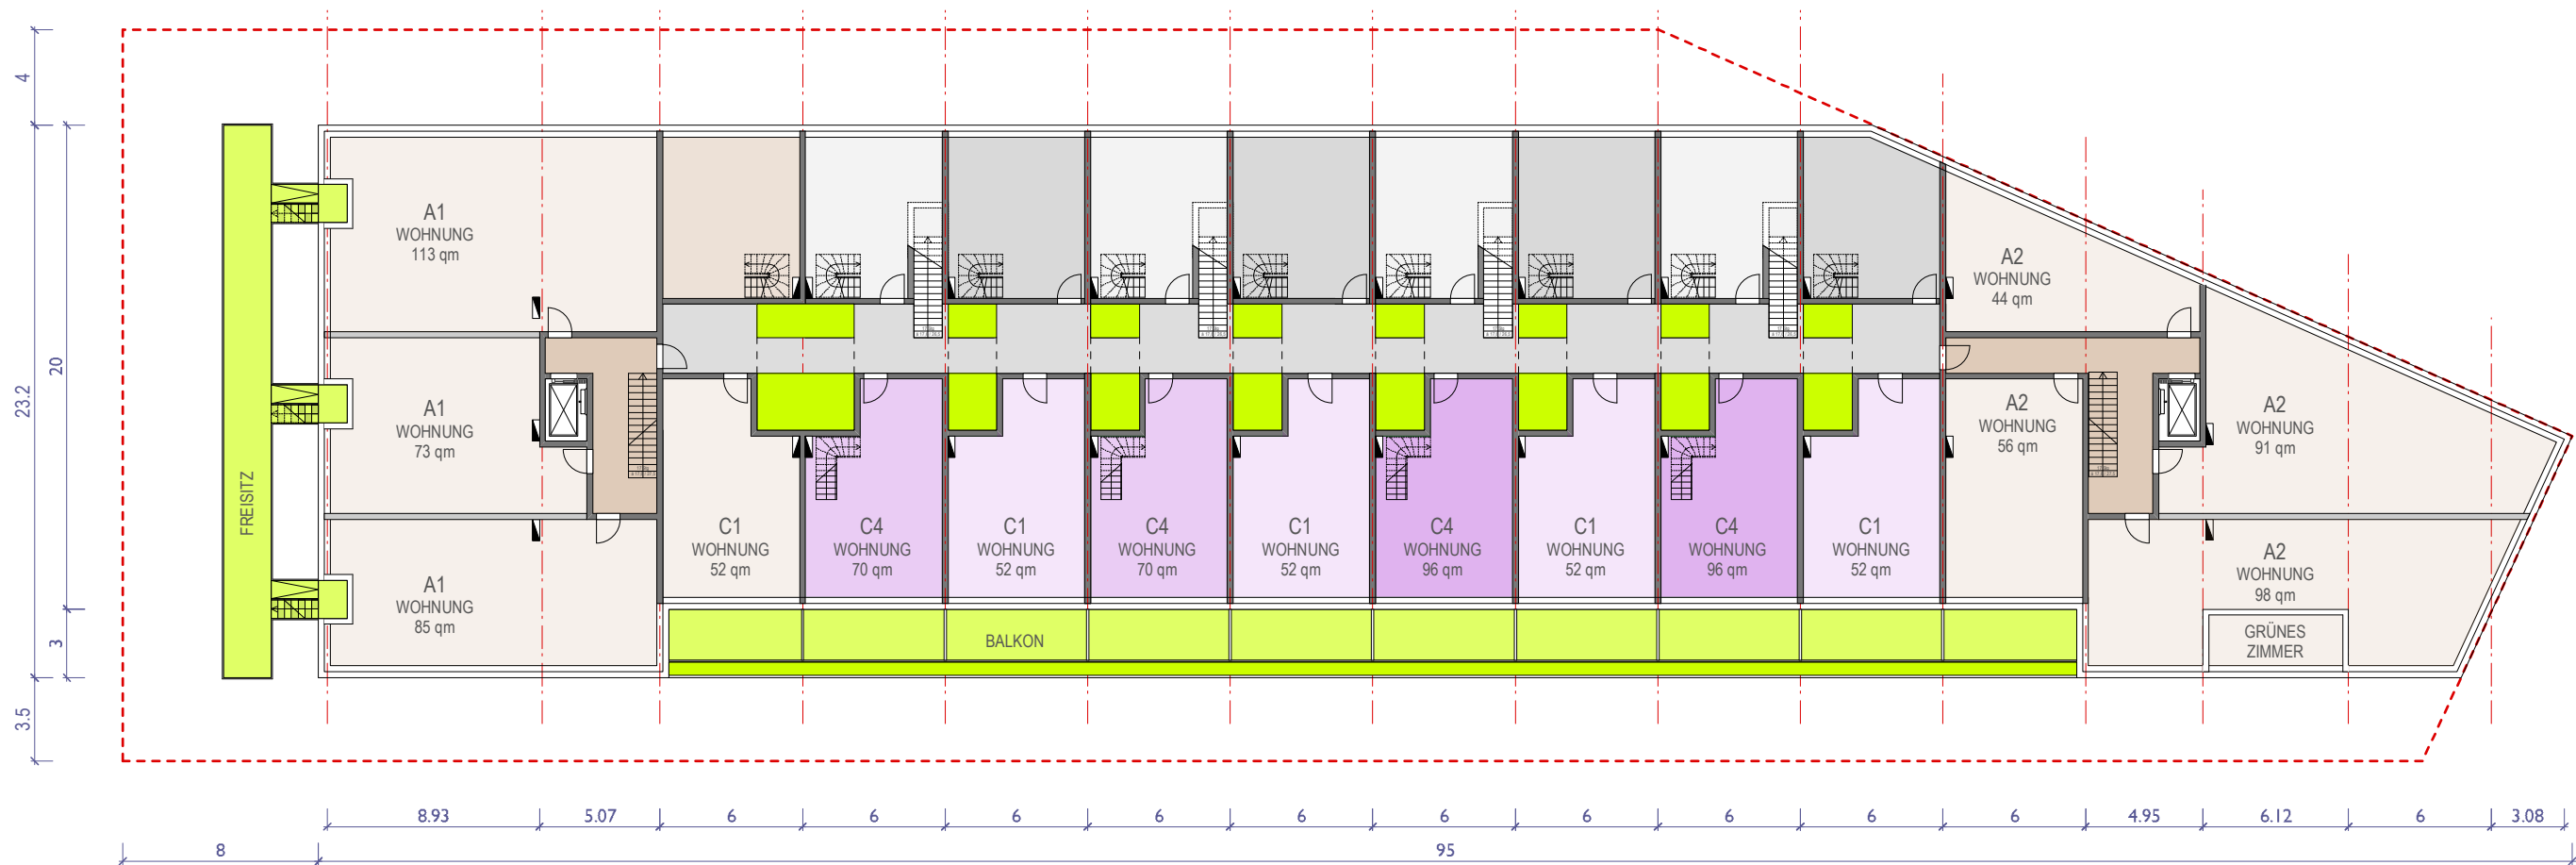 4
23.2
20
3
3.5
FREISITZ
A1
WOHNUNG
113 qm
A1
WOHNUNG
73 qm
A1
WOHNUNG
85 qm
C1
WOHNUNG
52 qm
C4
WOHNUNG
70 qm
C1
WOHNUNG
52 qm
C4
WOHNUNG
70 qm
C1
WOHNUNG
52 qm
C4
WOHNUNG
96 qm
C1
WOHNUNG
52 qm
C4
WOHNUNG
96 qm
C1
WOHNUNG
52 qm
A2
WOHNUNG
44 qm
A2
WOHNUNG
56 qm
A2
WOHNUNG
91 qm
A2
WOHNUNG
98 qm
GRÜNES
ZIMMER
BALKON
8.93
5.07
6
6
6
6
6
6
6
6
6
6
4.95
6.12
6
3.08
8
95